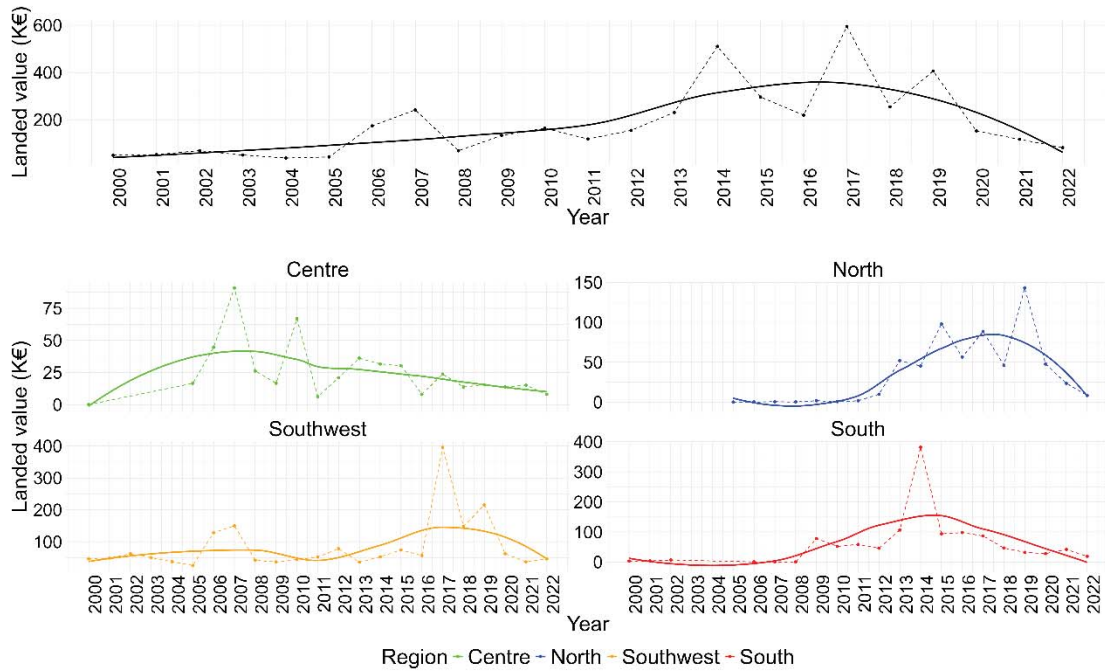 Landed value (K€)
600
400
200
2000 2001 2002 2003 2004 2005 2006 2007 2008 2009 2010 2011 2012 2013 2014 2015 2016 2017 2018 2019 2020 2021 2022
Year
Landed value (K€)
Centre
75
50
25
0
North
150
100
50
0
Southwest
400
300
200
100
2000 2001 2002 2003 2004 2005 2006 2007 2008 2009 2010 2011 2012 2013 2014 2015 2016 2017 2018 2019 2020 2021 2022
South
400
300
200
100
0
2000 2001 2002 2005 2006 2007 2008 2009 2010 2011 2012 2013 2014 2015 2016 2017 2018 2019 2020 2021 2022
Year
Region Centre North Southwest South